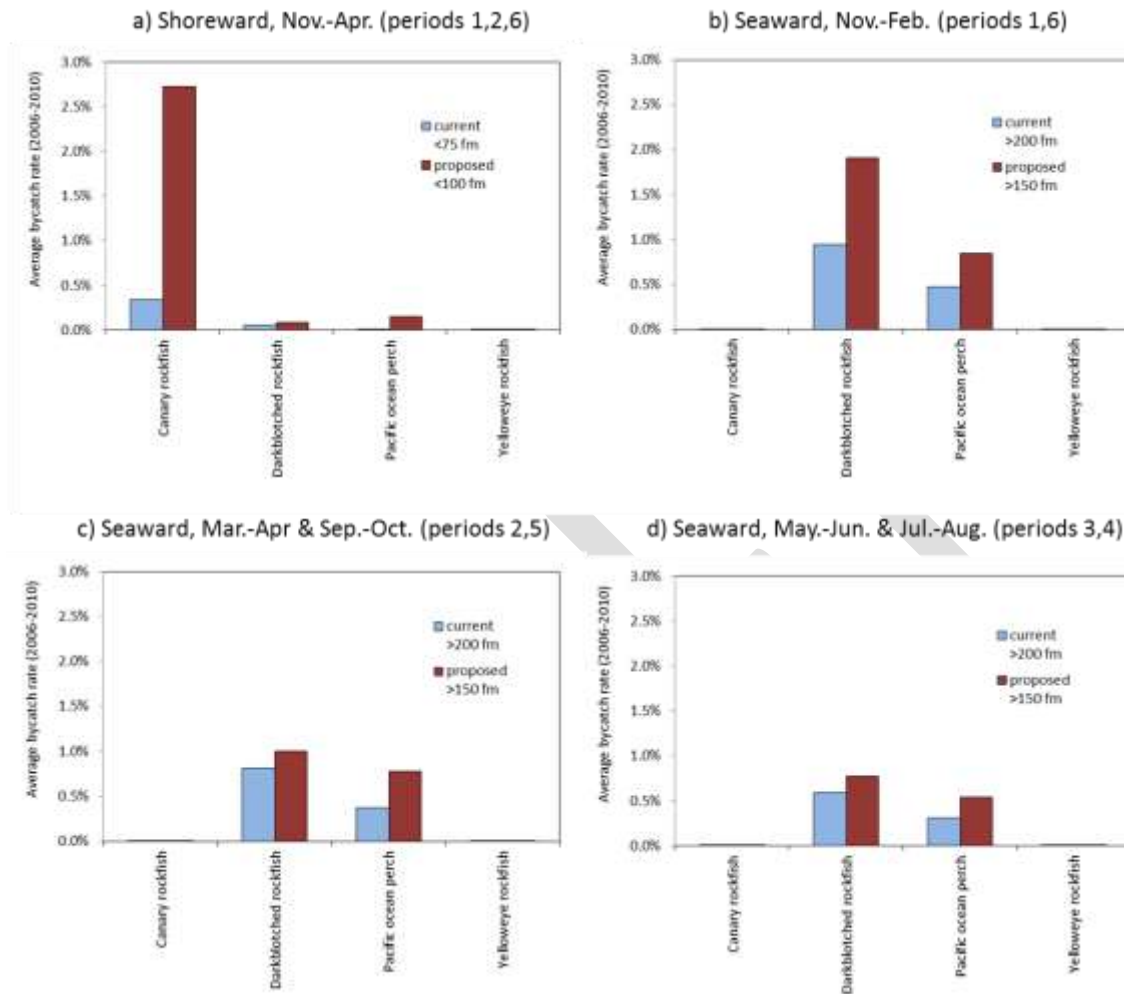 a) Shoreward, Nov.-Apr. (periods 1,2,6)
Average bycatch rate (2006-2010)
3.0%
2.5%
2.0%
1.5%
1.0%
0.5%
0.0%
current
<75 fm
proposed
<100 fm
Canary rockfish
Darkblotched rockfish
Pacific ocean perch
Yelloweye rockfish
b) Seaward, Nov.-Feb. (periods 1,6)
Average bycatch rate (2006-2010)
3.0%
2.5%
2.0%
1.5%
1.0%
0.5%
0.0%
current
>200 fm
proposed
>150 fm
Canary rockfish
Darkblotched rockfish
Pacific ocean perch
Yelloweye rockfish
c) Seaward, Mar.-Apr & Sep.-Oct. (periods 2,5)
Average bycatch rate (2006-2010)
3.0%
2.5%
2.0%
1.5%
1.0%
0.5%
0.0%
current
>200 fm
proposed
>150 fm
Canary rockfish
Darkblotched rockfish
Pacific ocean perch
Yelloweye rockfish
d) Seaward, May.-Jun. & Jul.-Aug. (periods 3,4)
Average bycatch rate (2006-2010)
3.0%
2.5%
2.0%
1.5%
1.0%
0.5%
0.0%
current
>200 fm
proposed
>150 fm
Canary rockfish
Darkblotched rockfish
Pacific ocean perch
Yelloweye rockfish